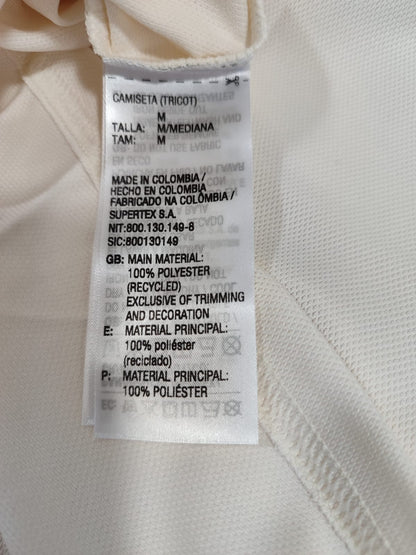 CAMISETA (TRICOT)
M
TALLA: M/MEDIANA
TAM: M
MADE IN COLOMBIA /
HECHO EN COLOMBIA
FABRICADO NA COLÔMBIA /
SUPERTEX S.A.
NIT:800.130.149-8
SIC:800130149
GB: MAIN MATERIAL:
100% POLYESTER
(RECYCLED)
EXCLUSIVE OF TRIMMING
AND DECORATION
E: MATERIAL PRINCIPAL:
100% poliéster
(reciclado)
P: MATERIAL PRINCIPAL:
100% POLIÉSTER